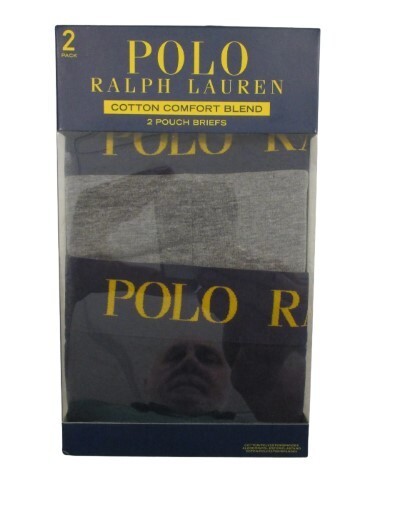 2
PACK
POLO
RALPH LAUREN
COTTON COMFORT BLEND
2 POUCH BRIEFS
POLO RA
POLO RA